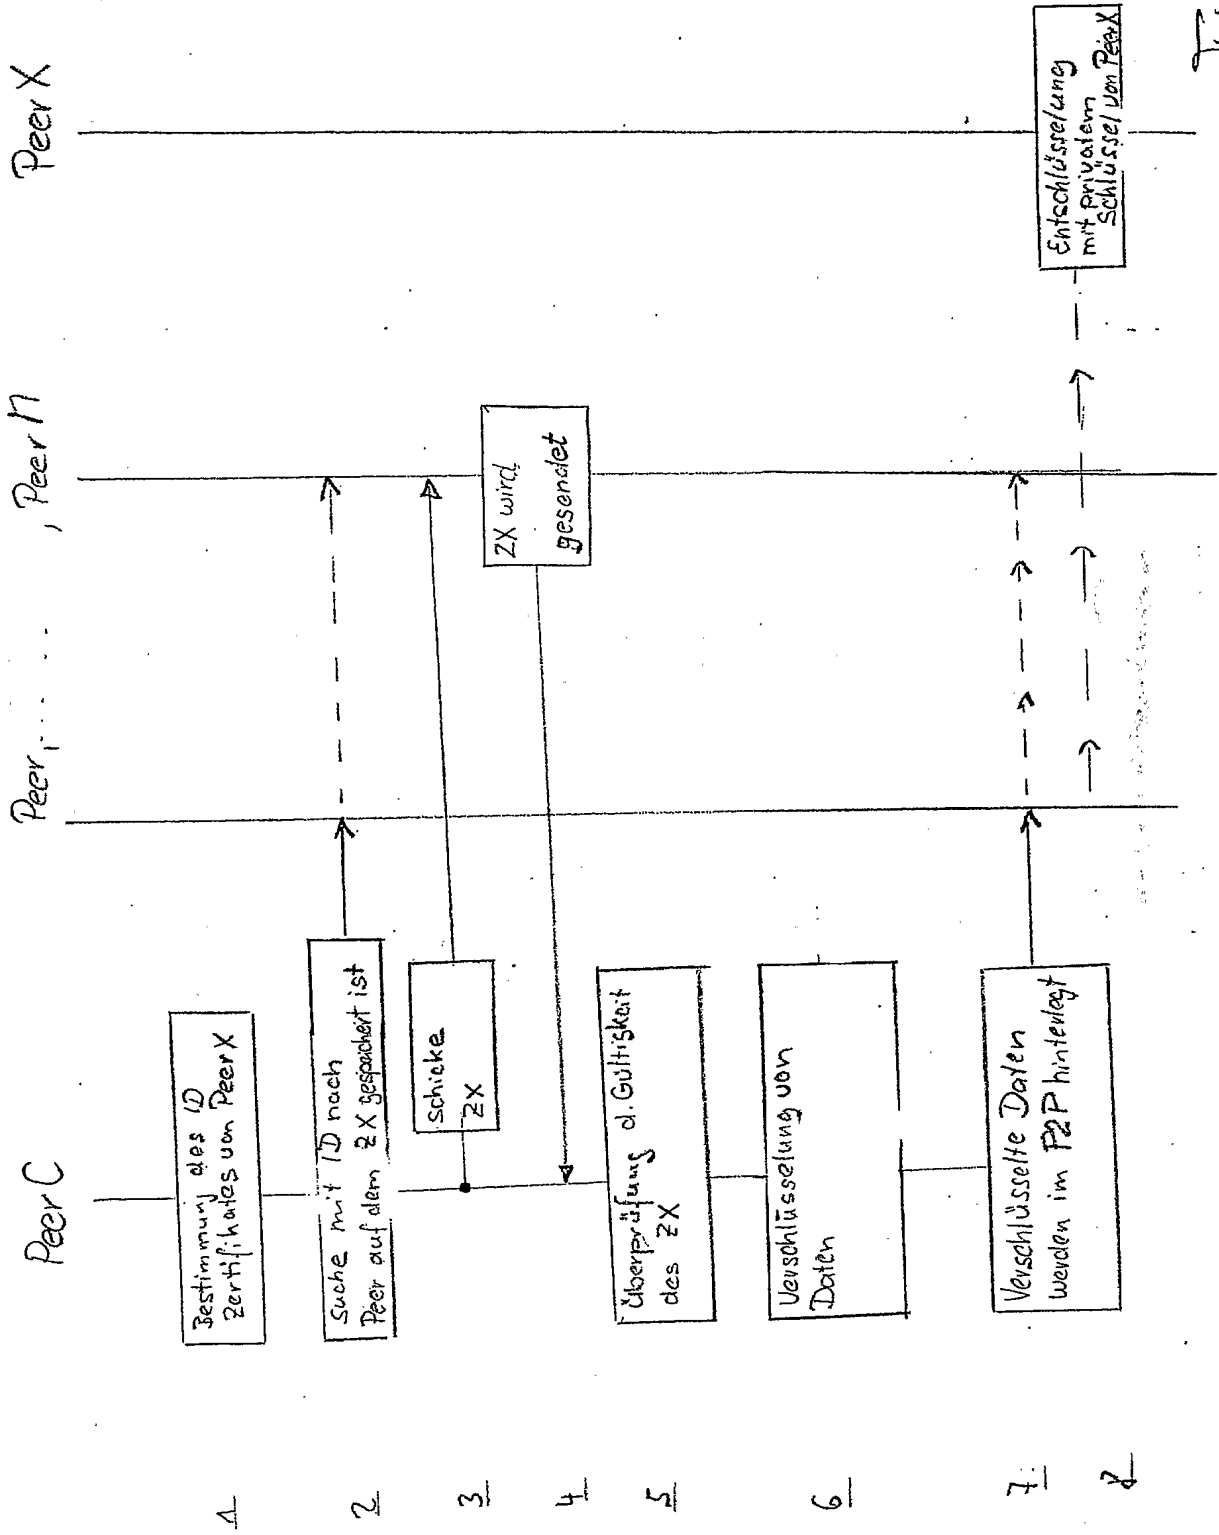 Peer C
Peer, . . . . . , Peer n
Peer X
1
Bestimmung des ID
Zertifikates von Peer X
2
suche mit ID nach
Peer auf dem ZX gespeichert ist
3
schicke
ZX
ZX wird
gesendet
4
5
Überprüfung d. Gültigkeit
des ZX
6
Verschlüsselung von
Daten
7:
Verschlüsselte Daten
werden im P2P hinterlegt
8
Entschlüsselung
mit privatem
Schlüssel von Peer X